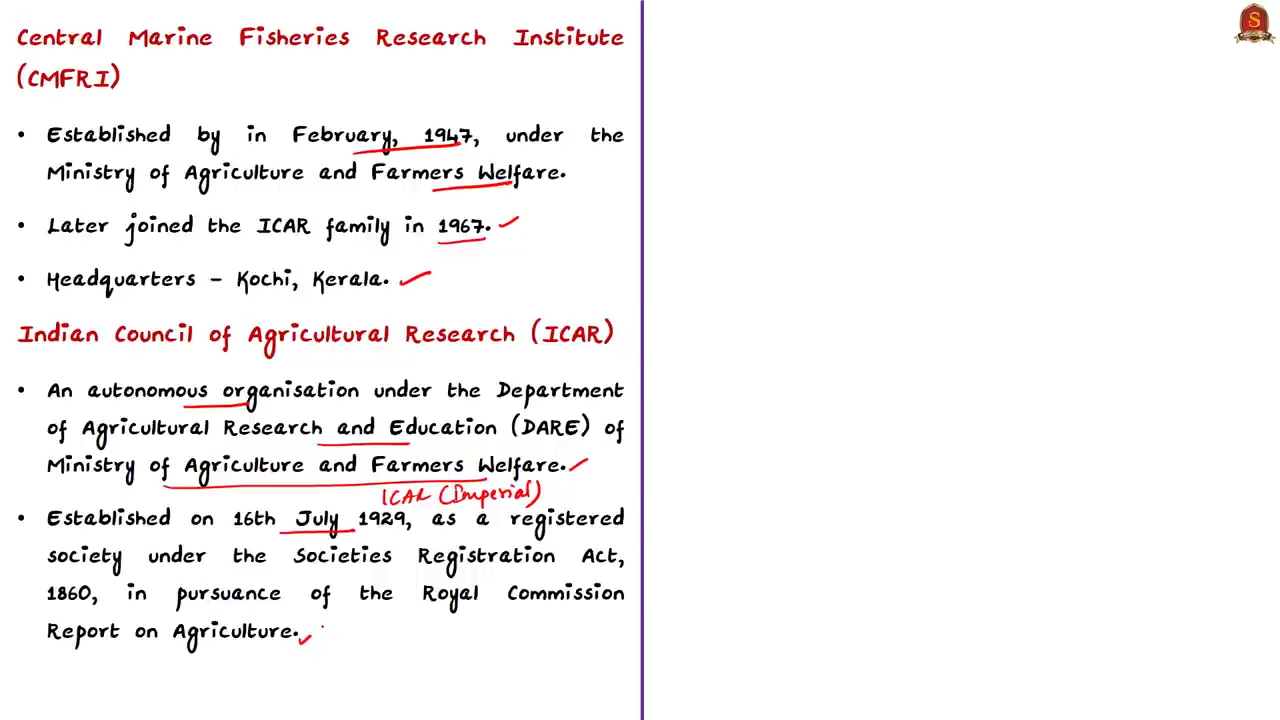 Central Marine Fisheries Research Institute
(CMFRI)
• Established by in February, 1947, under the
Ministry of Agriculture and Farmers Welfare.
• Later joined the ICAR family in 1967.
• Headquarters – Kochi, Kerala.
Indian Council of Agricultural Research (ICAR)
• An autonomous organisation under the Department
of Agricultural Research and Education (DARE) of
Ministry of Agriculture and Farmers Welfare.
ICAR (Imperial)
• Established on 16th July 1929, as a registered
society under the Societies Registration Act,
1860, in pursuance of the Royal Commission
Report on Agriculture.
S